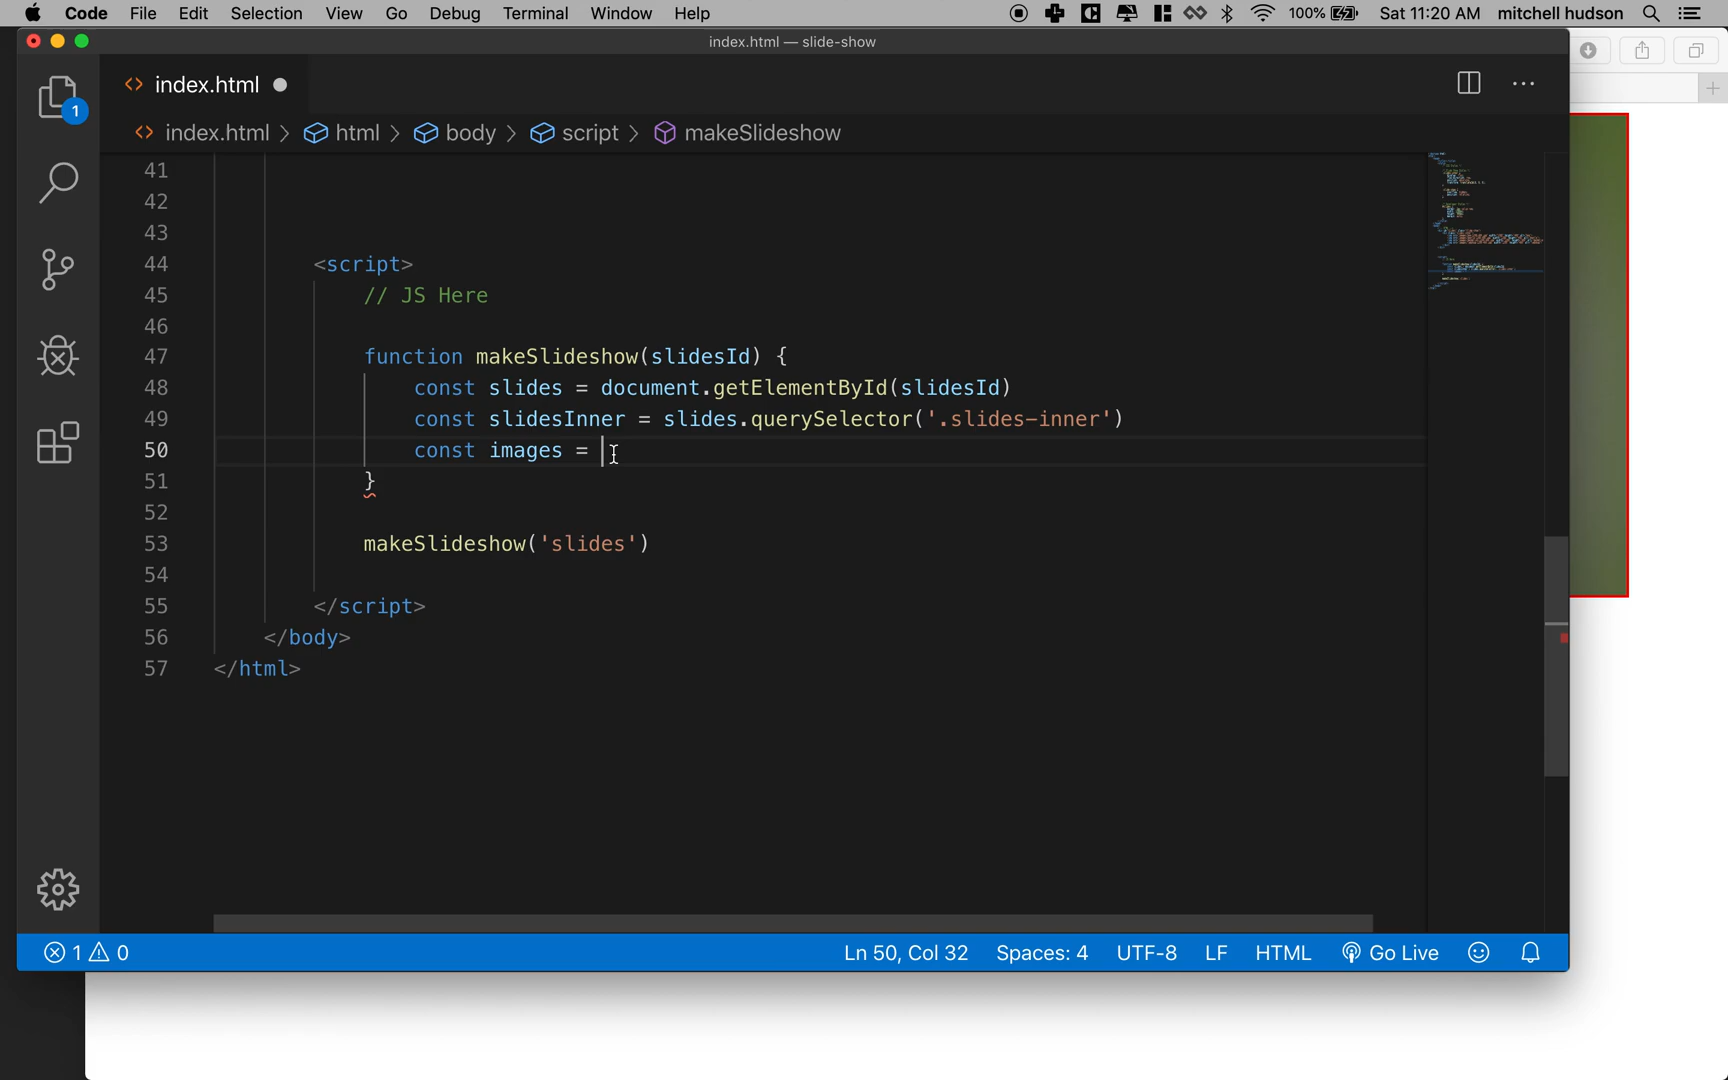 Code File Edit Selection View Go Debug Terminal Window Help 100% Sat 11:20 AM mitchell hudson
index.html — slide-show
index.html
1
index.html > html > body > script > makeSlideshow
41
42
43
44 <script>
45 // JS Here
46
47 function makeSlideshow(slidesId) {
48 const slides = document.getElementById(slidesId)
49 const slidesInner = slides.querySelector('.slides-inner')
50 const images =
51 }
52
53 makeSlideshow('slides')
54
55 </script>
56 </body>
57 </html>
1 0 Ln 50, Col 32 Spaces: 4 UTF-8 LF HTML Go Live